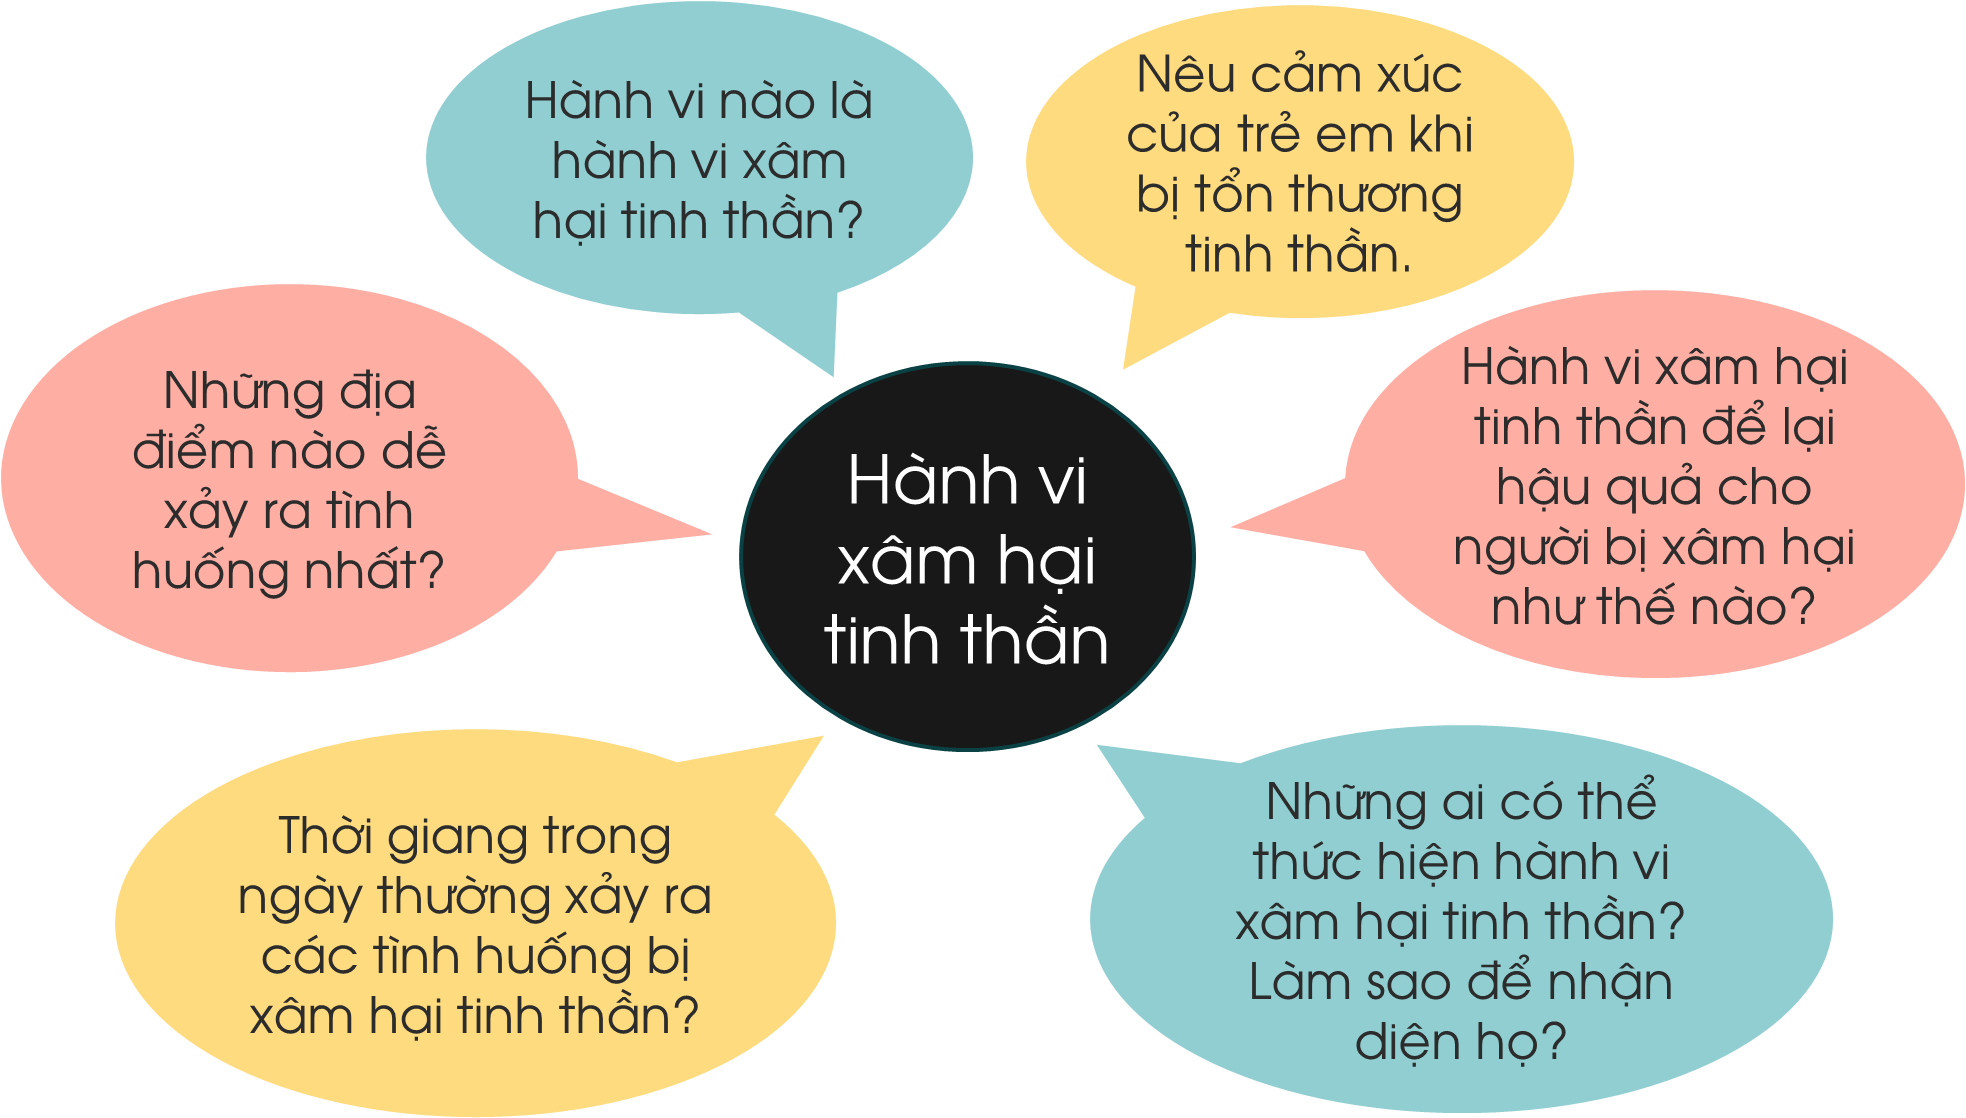 Hành vi nào là
hành vi xâm
hại tinh thần?
Nêu cảm xúc
của trẻ em khi
bị tổn thương
tinh thần.
Những địa
điểm nào dễ
xảy ra tình
huống nhất?
Hành vi
xâm hại
tinh thần
Hành vi xâm hại
tinh thần để lại
hậu quả cho
người bị xâm hại
như thế nào?
Thời giang trong
ngày thường xảy ra
các tình huống bị
xâm hại tinh thần?
Những ai có thể
thức hiện hành vi
xâm hại tinh thần?
Làm sao để nhận
diện họ?